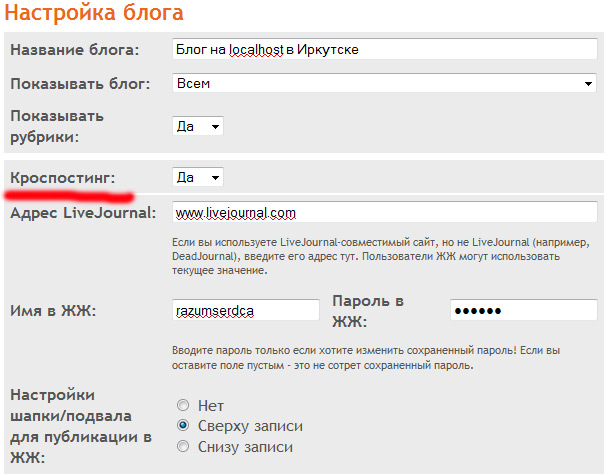 Настройка блога
Название блога: Блог на localhost в Иркутске
Показывать блог: Всем
Показывать
рубрики: Да
Кроспостинг: Да
Адрес LiveJournal: www.livejournal.com
Если вы используете LiveJournal-совместимый сайт, но не LiveJournal (например,
DeadJournal), введите его адрес тут. Пользователи ЖЖ могут использовать
текущее значение.
Имя в ЖЖ: razumserdca Пароль в
ЖЖ: ••••••
Вводите пароль только если хотите изменить сохраненный пароль! Если вы
оставите поле пустым - это не сотрет сохраненный пароль.
Настройки
шапки/подвала
для публикации в
ЖЖ:
Нет
Сверху записи
Снизу записи